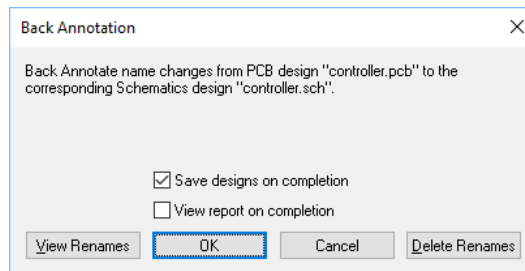 Back Annotation
Back Annotate name changes from PCB design "controller.pcb" to the
corresponding Schematics design "controller.sch".
Save designs on completion
View report on completion
View Renames OK Cancel Delete Renames